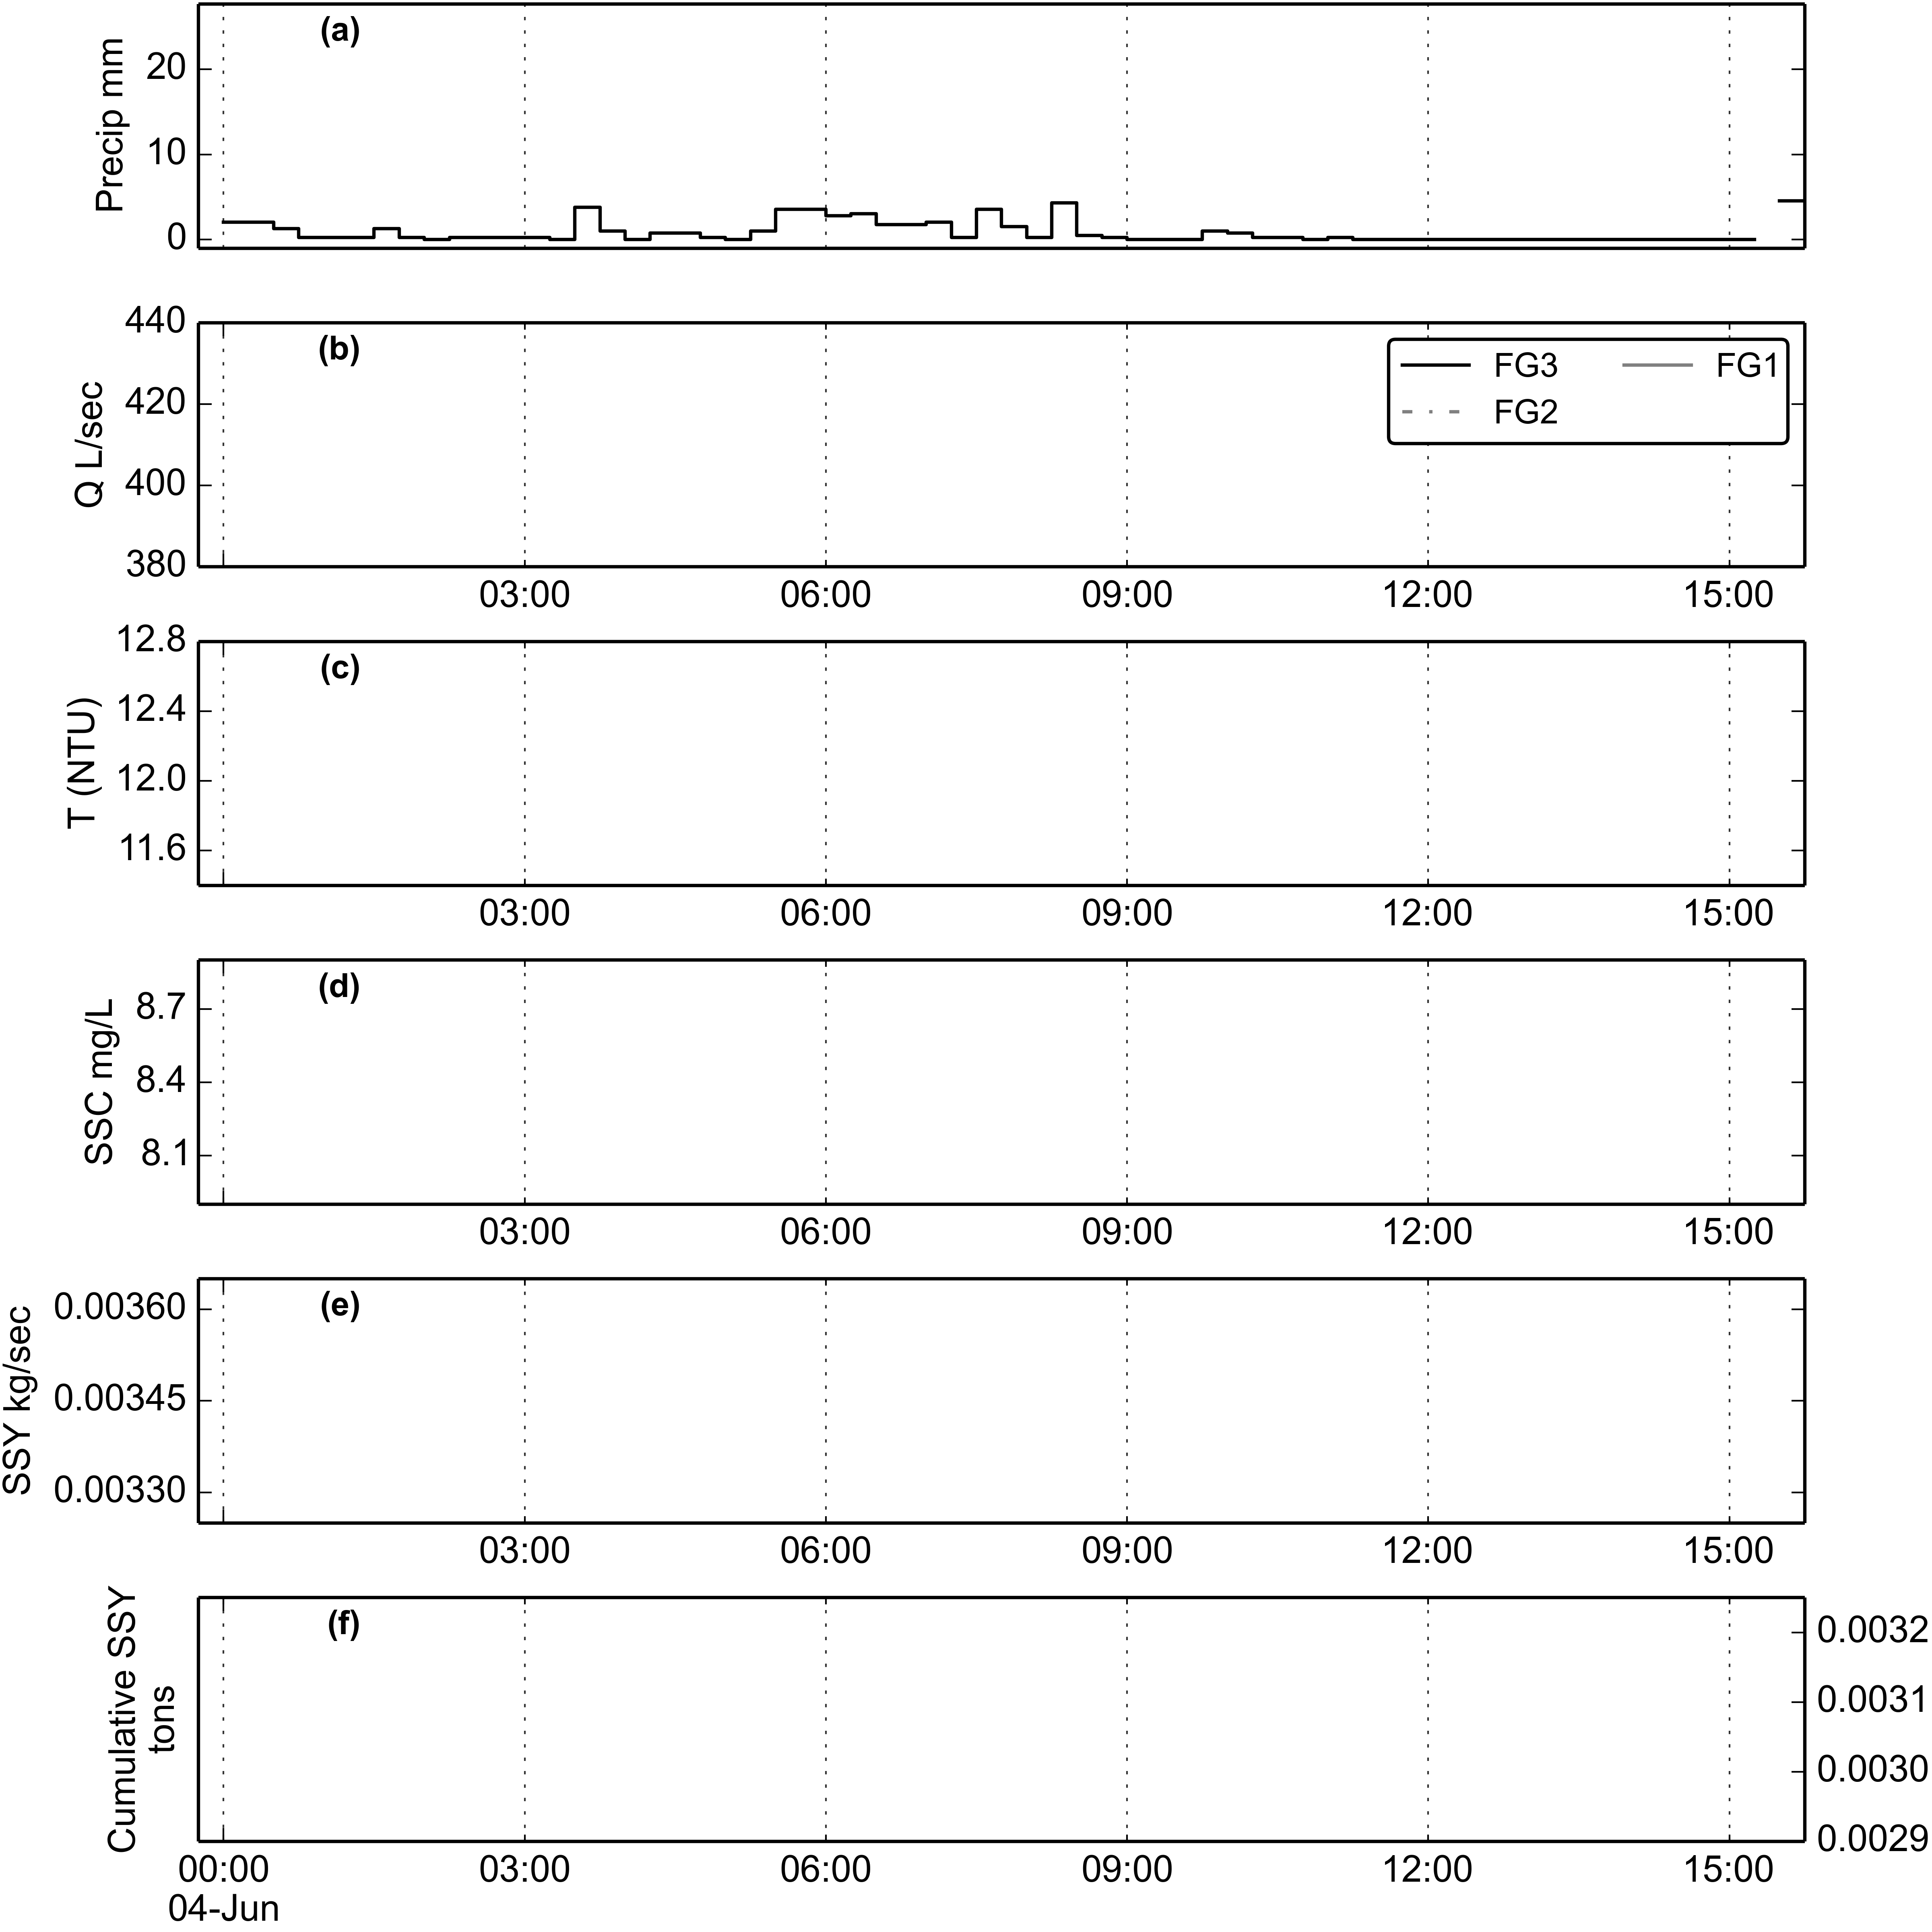 (a)
Precip mm
20
10
0
(b)
Q L/sec
440
420
400
380
FG3 FG1
FG2
03:00 06:00 09:00 12:00 15:00
(c)
T (NTU)
12.8
12.4
12.0
11.6
03:00 06:00 09:00 12:00 15:00
(d)
SSC mg/L
8.7
8.4
8.1
03:00 06:00 09:00 12:00 15:00
(e)
SSY kg/sec
0.00360
0.00345
0.00330
03:00 06:00 09:00 12:00 15:00
(f)
Cumulative SSY
tons
0.0032
0.0031
0.0030
0.0029
00:00 03:00 06:00 09:00 12:00 15:00
04-Jun